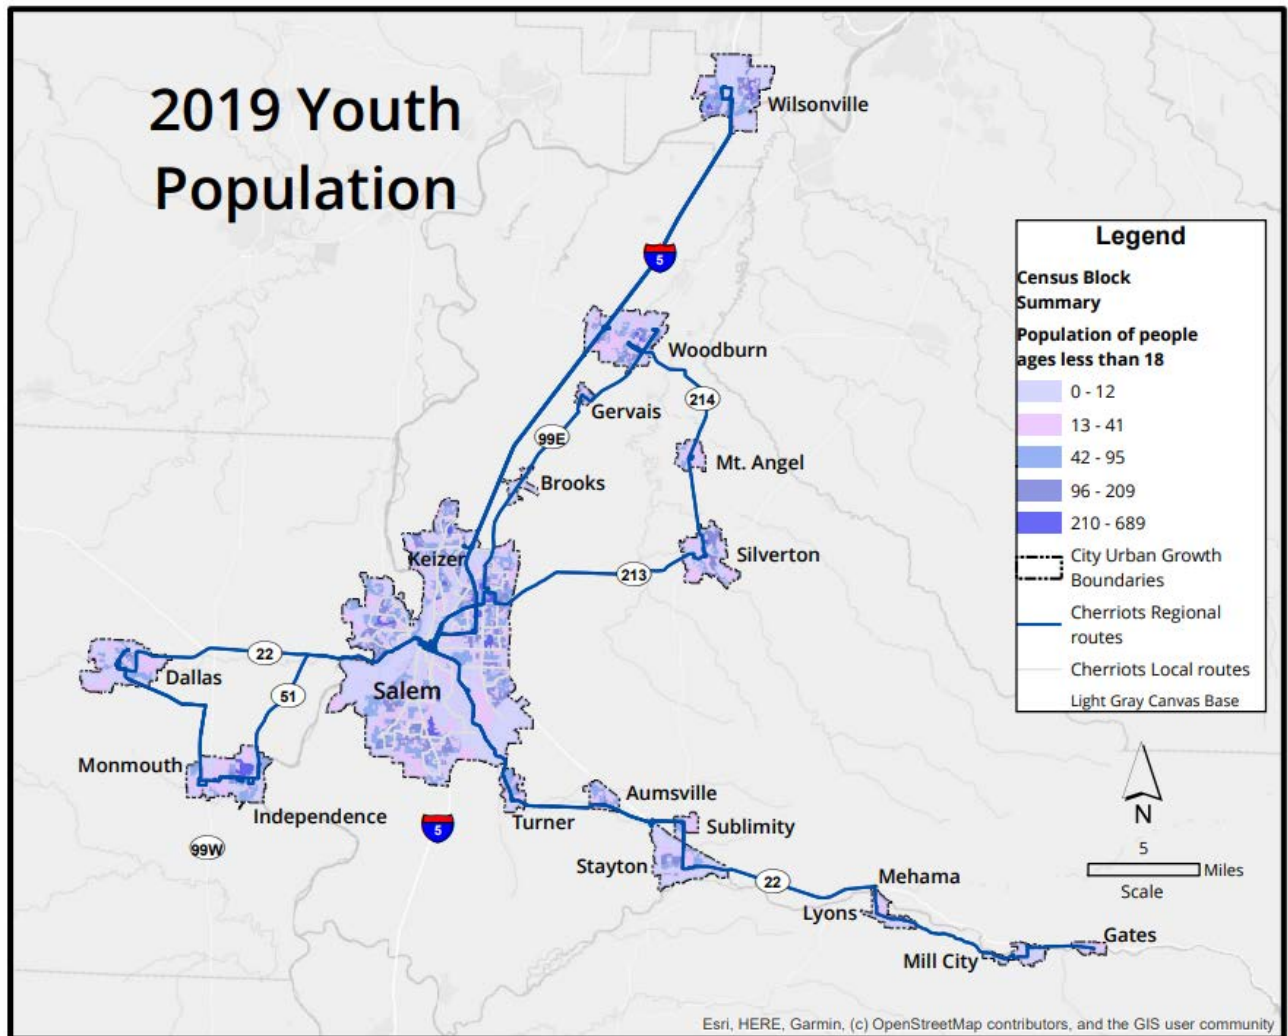 2019 Youth
Population
Wilsonville
5
Legend
Census Block
Summary
Population of people
ages less than 18
0 - 12
13 - 41
42 - 95
96 - 209
210 - 689
City Urban Growth
Boundaries
Cherriots Regional
routes
Cherriots Local routes
Light Gray Canvas Base
Woodburn
Gervais
214
99E
Mt. Angel
Brooks
Keizer
Silverton
213
22
Dallas
51
Salem
Monmouth
Independence
99W
5
Turner
Aumsville
Sublimity
Stayton
22
Mehama
Lyons
Mill City
Gates
N
5
Miles
Scale
Esri, HERE, Garmin, (c) OpenStreetMap contributors, and the GIS user community